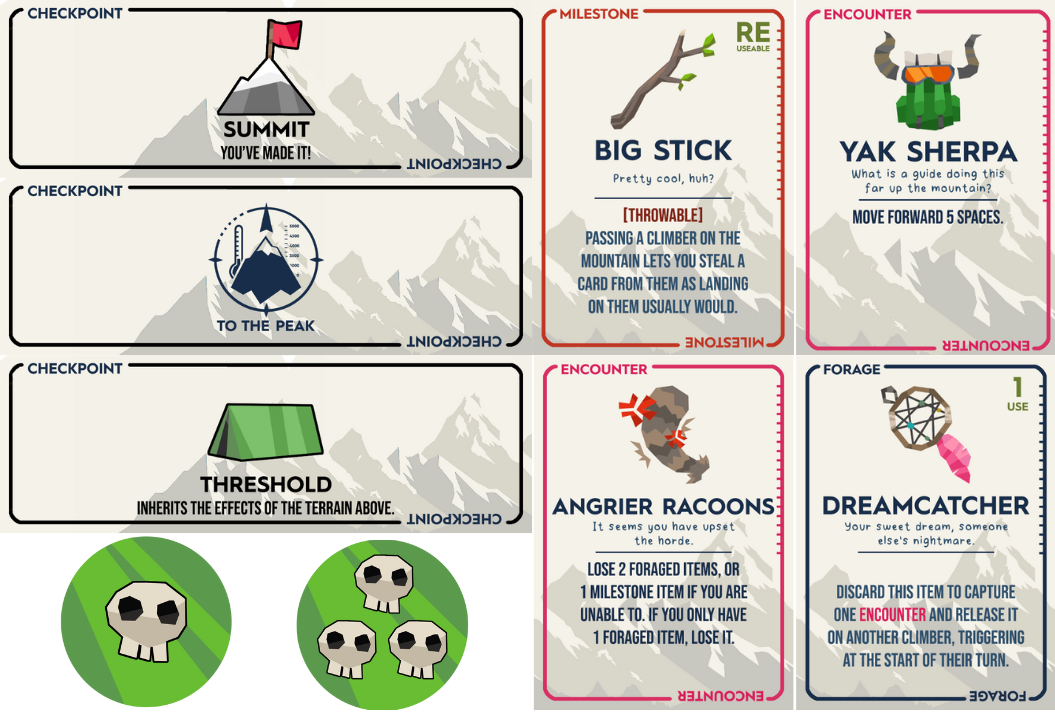 CHECKPOINT
SUMMIT
YOU'VE MADE IT!
CHECKPOINT
CHECKPOINT
5000
4000
3000
2000
1000
0
TO THE PEAK
CHECKPOINT
CHECKPOINT
THRESHOLD
INHERITS THE EFFECTS OF THE TERRAIN ABOVE.
CHECKPOINT
MILESTONE
RE
USEABLE
BIG STICK
Pretty cool, huh?
[THROWABLE]
PASSING A CLIMBER ON THE
MOUNTAIN LETS YOU STEAL A
CARD FROM THEM AS LANDING
ON THEM USUALLY WOULD.
MILESTONE
ENCOUNTER
YAK SHERPA
What is a guide doing this
far up the mountain?
MOVE FORWARD 5 SPACES.
ENCOUNTER
ENCOUNTER
ANGRIER RACOONS
It seems you have upset
the horde.
LOSE 2 FORAGED ITEMS, OR
1 MILESTONE ITEM IF YOU ARE
UNABLE TO. IF YOU ONLY HAVE
1 FORAGED ITEM, LOSE IT.
ENCOUNTER
FORAGE
1
USE
DREAMCATCHER
Your sweet dream, someone
else's nightmare.
DISCARD THIS ITEM TO CAPTURE
ONE ENCOUNTER AND RELEASE IT
ON ANOTHER CLIMBER, TRIGGERING
AT THE START OF THEIR TURN.
FORAGE